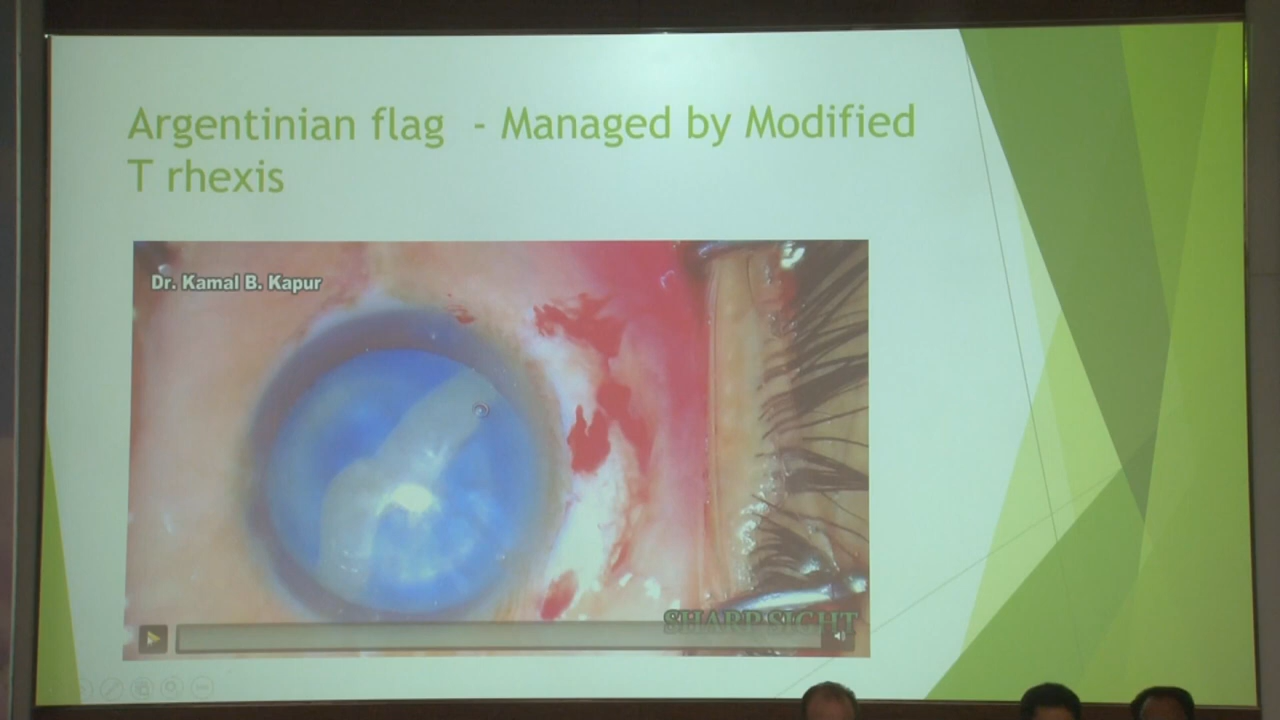 Argentinian flag - Managed by Modified
T rhexis
Dr. Kamal B. Kapur
SHARP SIGHT